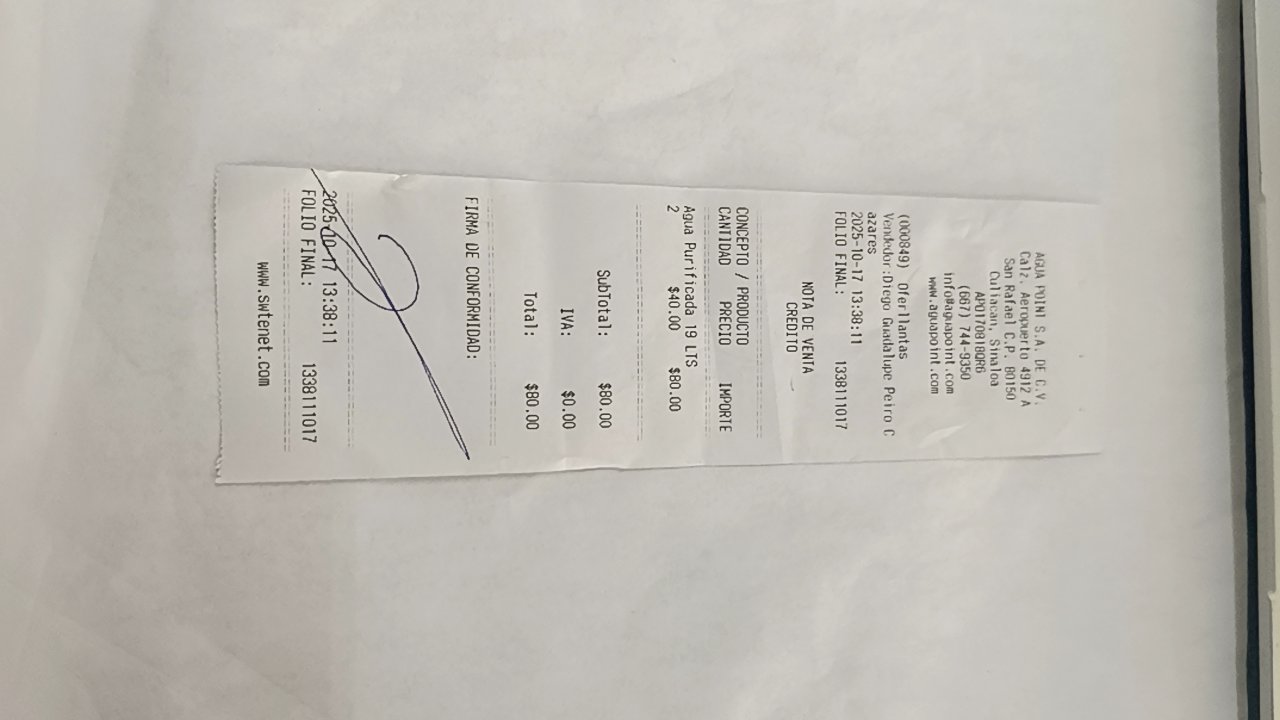 AGUA POINT S.A. DE C.V.
Calz. Aeropuerto 4912 A
San Rafael C.P. 80150
Culiacan, Sinaloa
APO170818QR6
(667) 744-9350
info@aguapoint.com
www.aguapoint.com
(000849) Oferllantas
Vendedor:Diego Guadalupe Peiro C
azares
2025-10-17 13:38:11
FOLIO FINAL: 1338111017
NOTA DE VENTA
CREDITO
CONCEPTO / PRODUCTO
CANTIDAD PRECIO IMPORTE
Agua Purificada 19 LTS
2 $40.00 $80.00
SubTotal: $80.00
IVA: $0.00
Total: $80.00
FIRMA DE CONFORMIDAD:
2025-10-17 13:38:11
FOLIO FINAL: 1338111017
www.swtenet.com